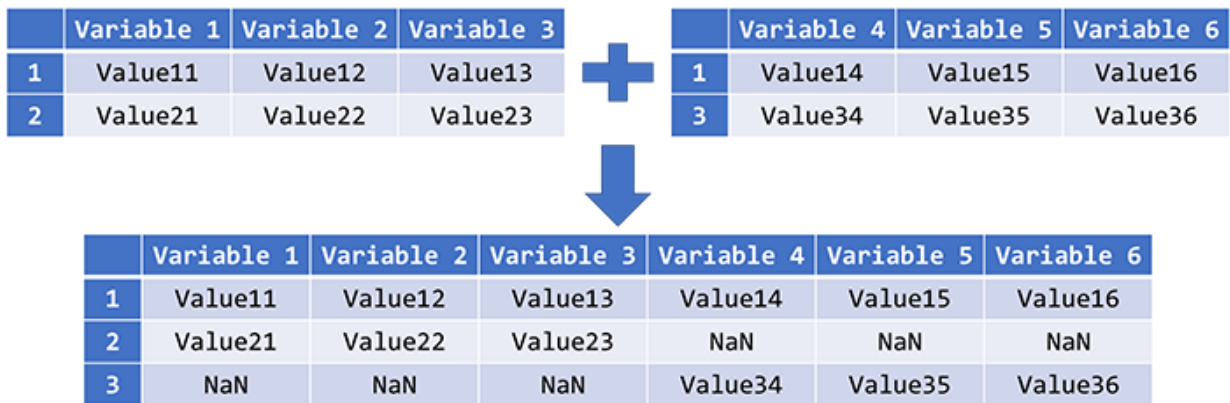 Variable 1 Variable 2 Variable 3
1 Value11 Value12 Value13
2 Value21 Value22 Value23
Variable 4 Variable 5 Variable 6
1 Value14 Value15 Value16
3 Value34 Value35 Value36
Variable 1 Variable 2 Variable 3 Variable 4 Variable 5 Variable 6
1 Value11 Value12 Value13 Value14 Value15 Value16
2 Value21 Value22 Value23 NaN NaN NaN
3 NaN NaN NaN Value34 Value35 Value36